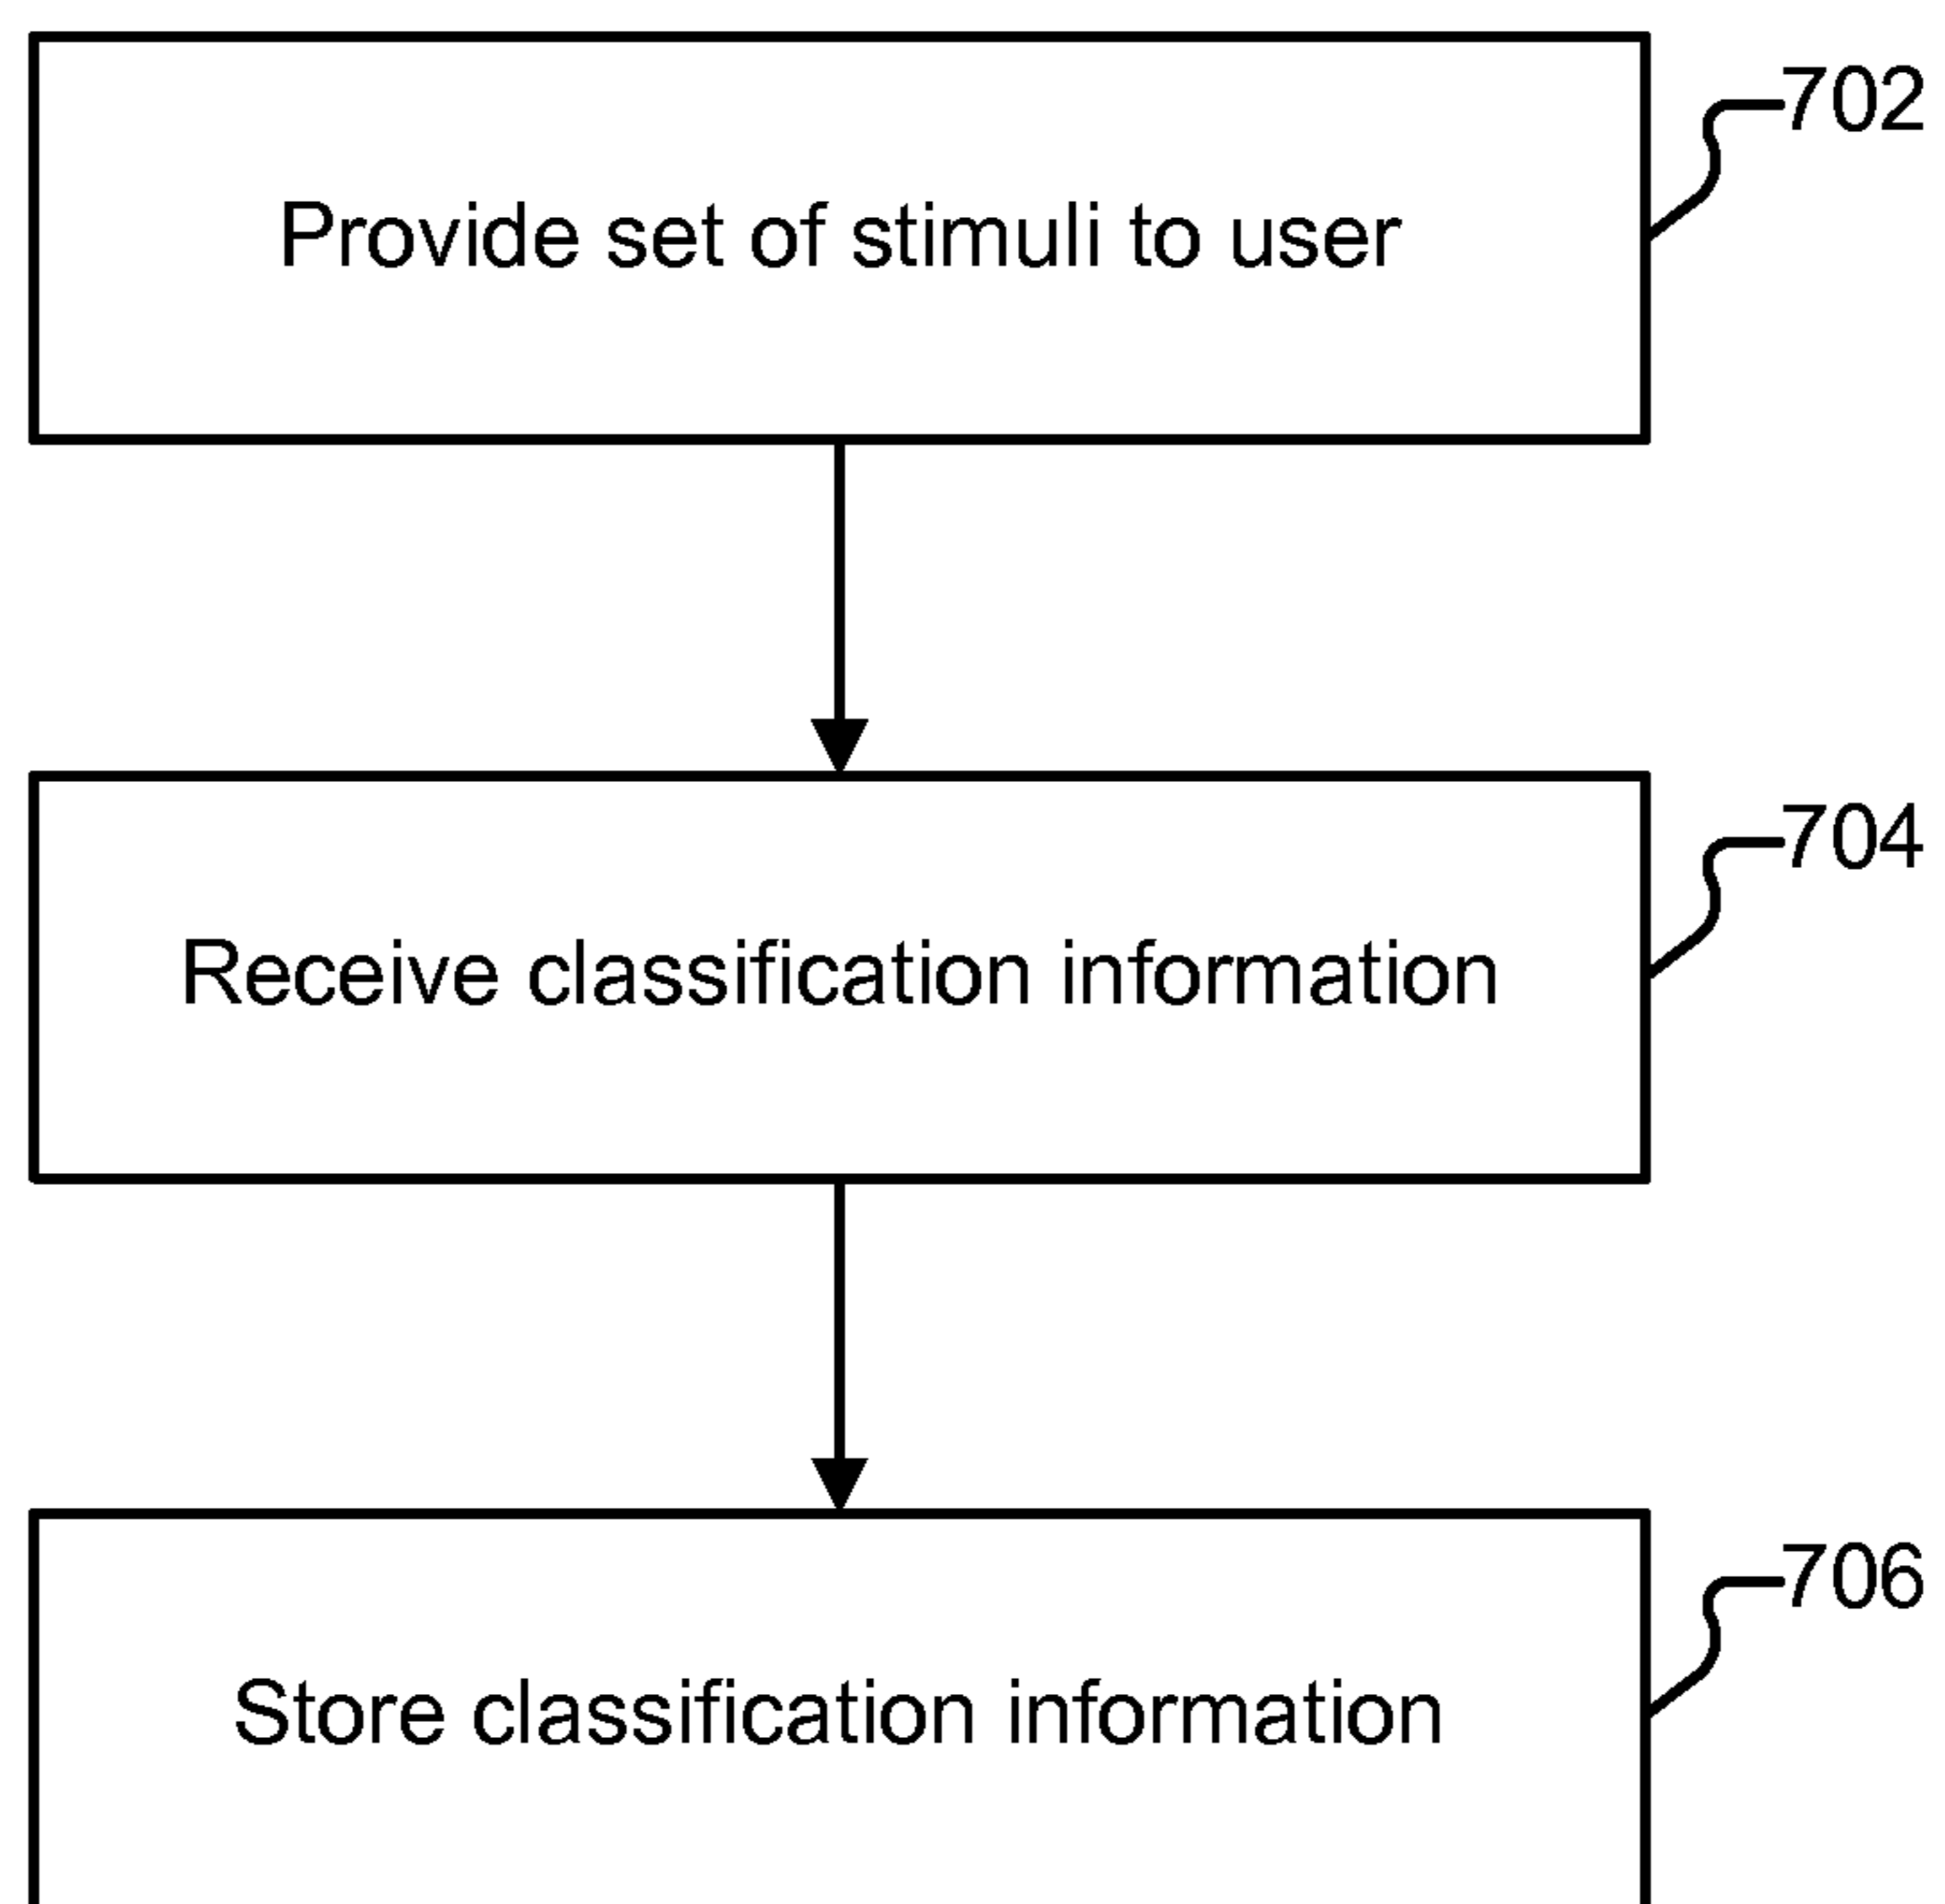 702
Provide set of stimuli to user
704
Receive classification information
706
Store classification information